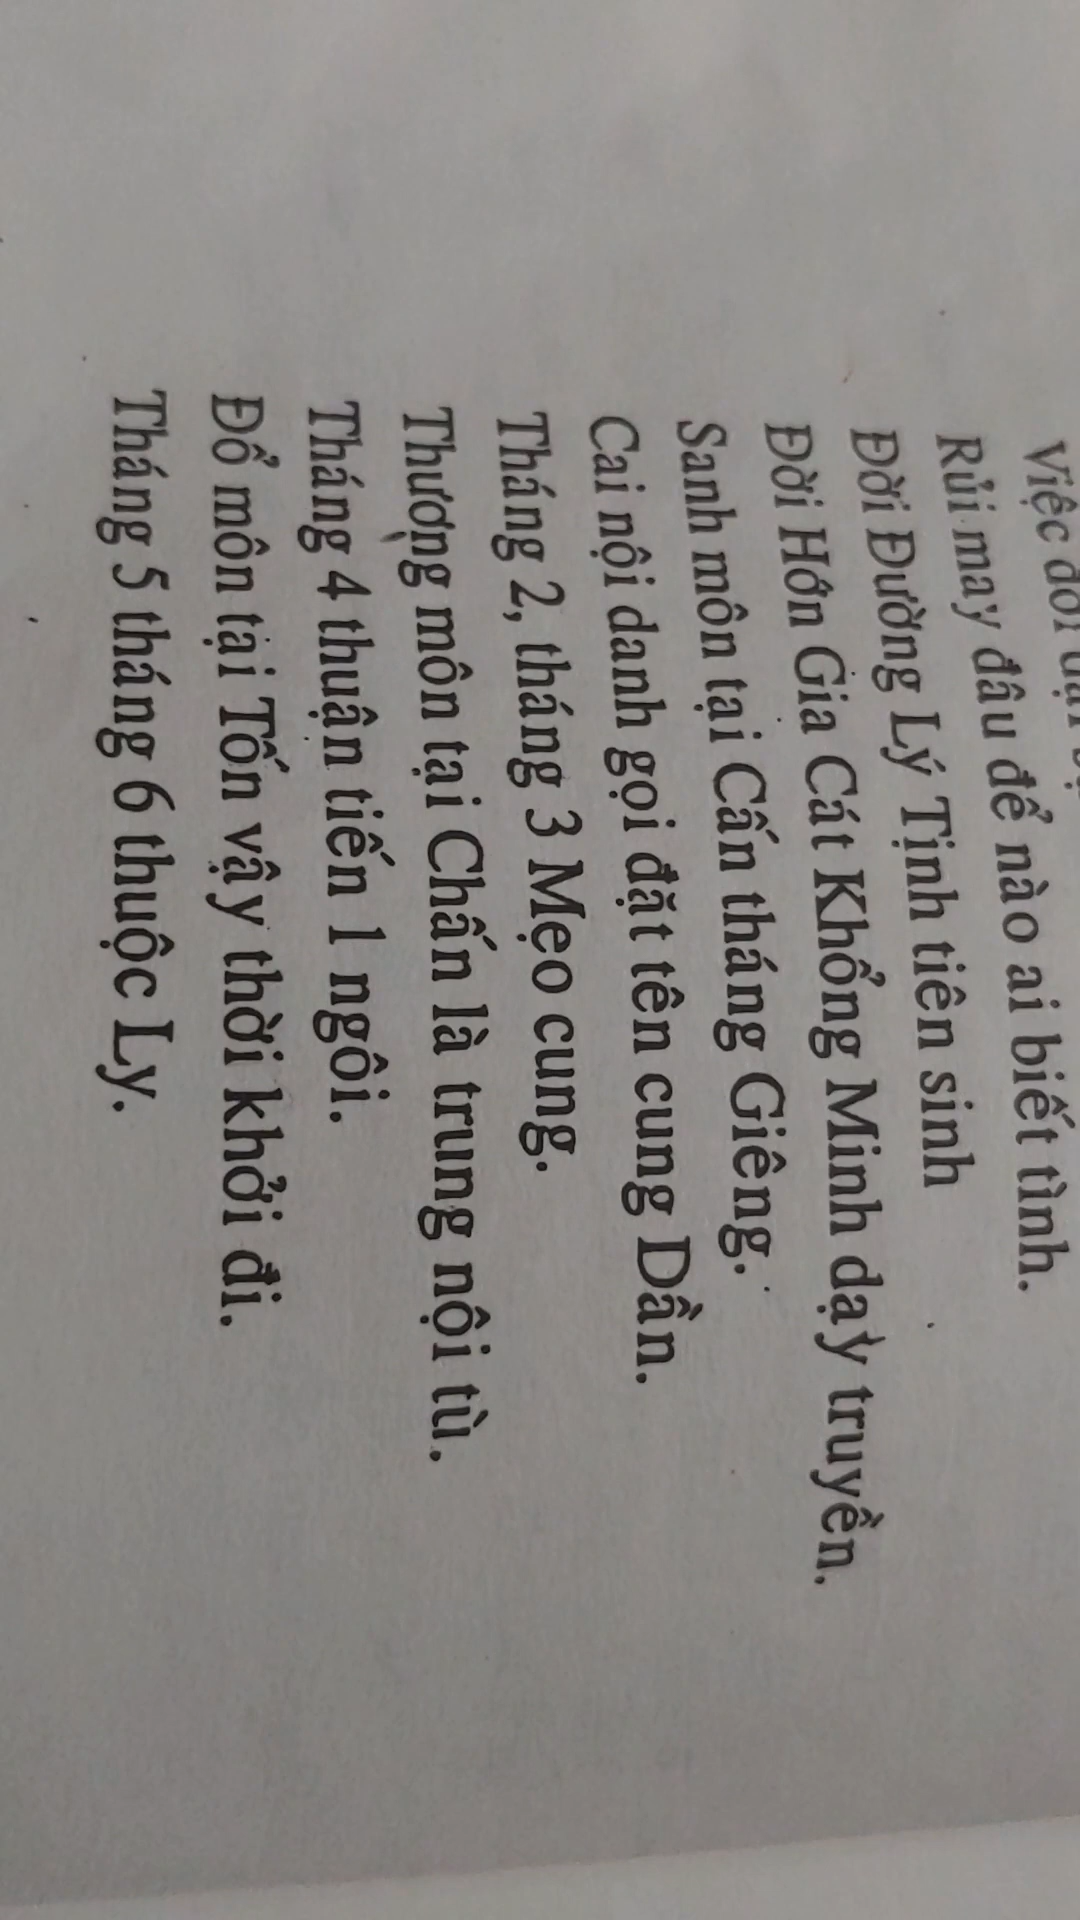 Việc đời
Rủi may đâu để nào ai biết tình.
Đời Đường Lý Tịnh tiên sinh
Đời Hớn Gia Cát Khổng Minh dạy truyền.
Sanh môn tại Cấn tháng Giêng.
Cai nội danh gọi đặt tên cung Dần.
Tháng 2, tháng 3 Mẹo cung.
Thượng môn tại Chấn là trung nội tù.
Tháng 4 thuận tiến 1 ngôi.
Đổ môn tại Tốn vậy thời khởi đi.
Tháng 5 tháng 6 thuộc Ly.